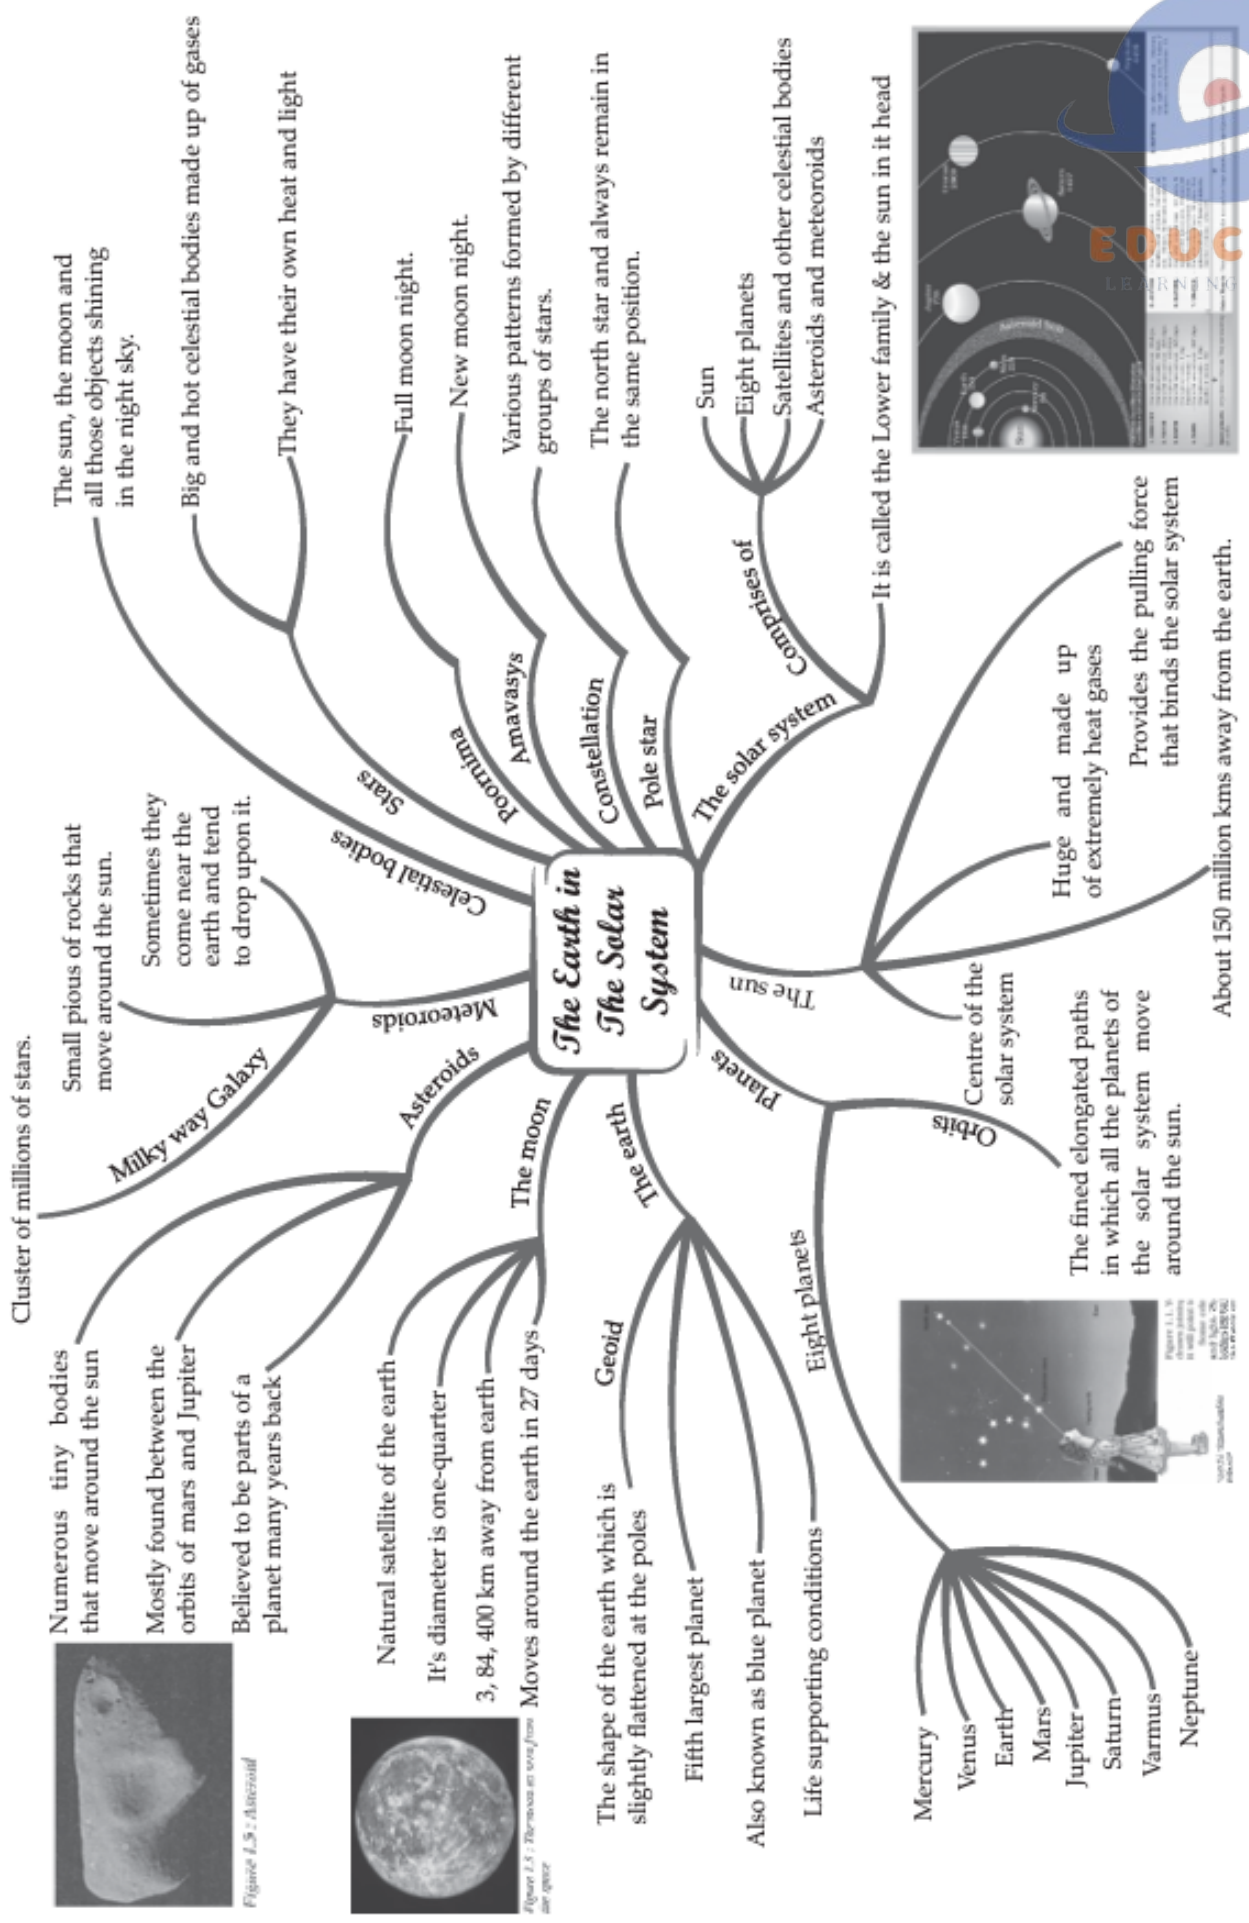 The Earth in
The Solar
System
Celestial bodies
The sun, the moon and
all those objects shining
in the night sky.
Stars
Big and hot celestial bodies made up of gases
They have their own heat and light
Poornima
Full moon night.
Amavasys
New moon night.
Constellation
Various patterns formed by different
groups of stars.
Pole star
The north star and always remain in
the same position.
The solar system
Comprises of
Sun
Eight planets
Satellites and other celestial bodies
Asteroids and meteoroids
It is called the Lower family & the sun in it head
The sun
Provides the pulling force
that binds the solar system
Huge and made up
of extremely heat gases
About 150 million kms away from the earth.
Centre of the
solar system
Planets
Orbits
The fined elongated paths
in which all the planets of
the solar system move
around the sun.
Eight planets
Mercury
Venus
Earth
Mars
Jupiter
Saturn
Varmus
Neptune
The earth
Geoid
The shape of the earth which is
slightly flattened at the poles
Fifth largest planet
Also known as blue planet
Life supporting conditions
The moon
Natural satellite of the earth
It's diameter is one-quarter
3, 84, 400 km away from earth
Moves around the earth in 27 days
Asteroids
Numerous tiny bodies
that move around the sun
Mostly found between the
orbits of mars and Jupiter
Believed to be parts of a
planet many years back
Meteoroids
Small pious of rocks that
move around the sun.
Sometimes they
come near the
earth and tend
to drop upon it.
Milky way Galaxy
Cluster of millions of stars.
Figure 1.5 : Asteroid
Figure 1.3 : The moon as seen from
the space
Asteroid belt
EDUC
LEARNING